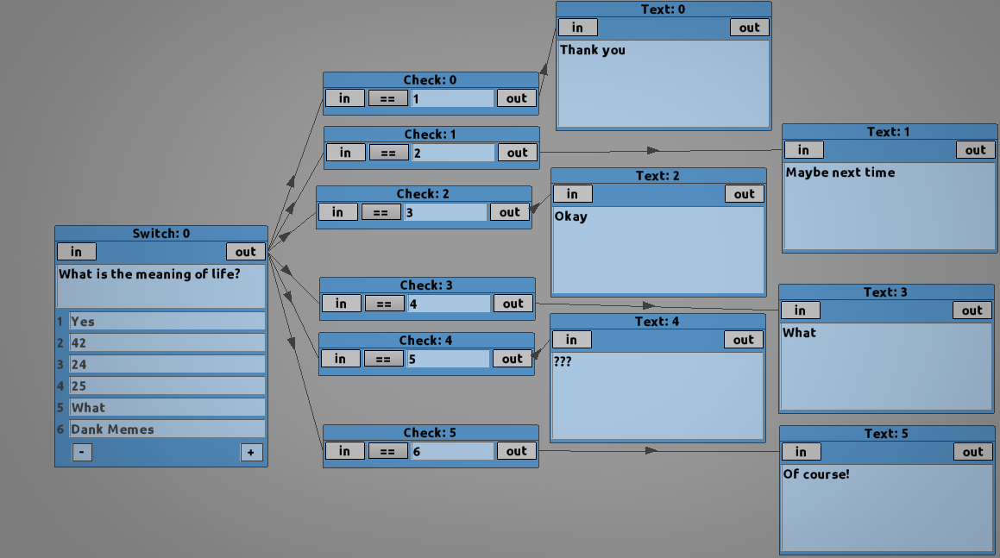 Switch: 0
in out
What is the meaning of life?
1 Yes
2 42
3 24
4 25
5 What
6 Dank Memes
- +
Check: 0
in == 1 out
Check: 1
in == 2 out
Check: 2
in == 3 out
Check: 3
in == 4 out
Check: 4
in == 5 out
Check: 5
in == 6 out
Text: 0
in out
Thank you
Text: 1
in out
Maybe next time
Text: 2
in out
Okay
Text: 3
in out
What
Text: 4
in out
???
Text: 5
in out
Of course!